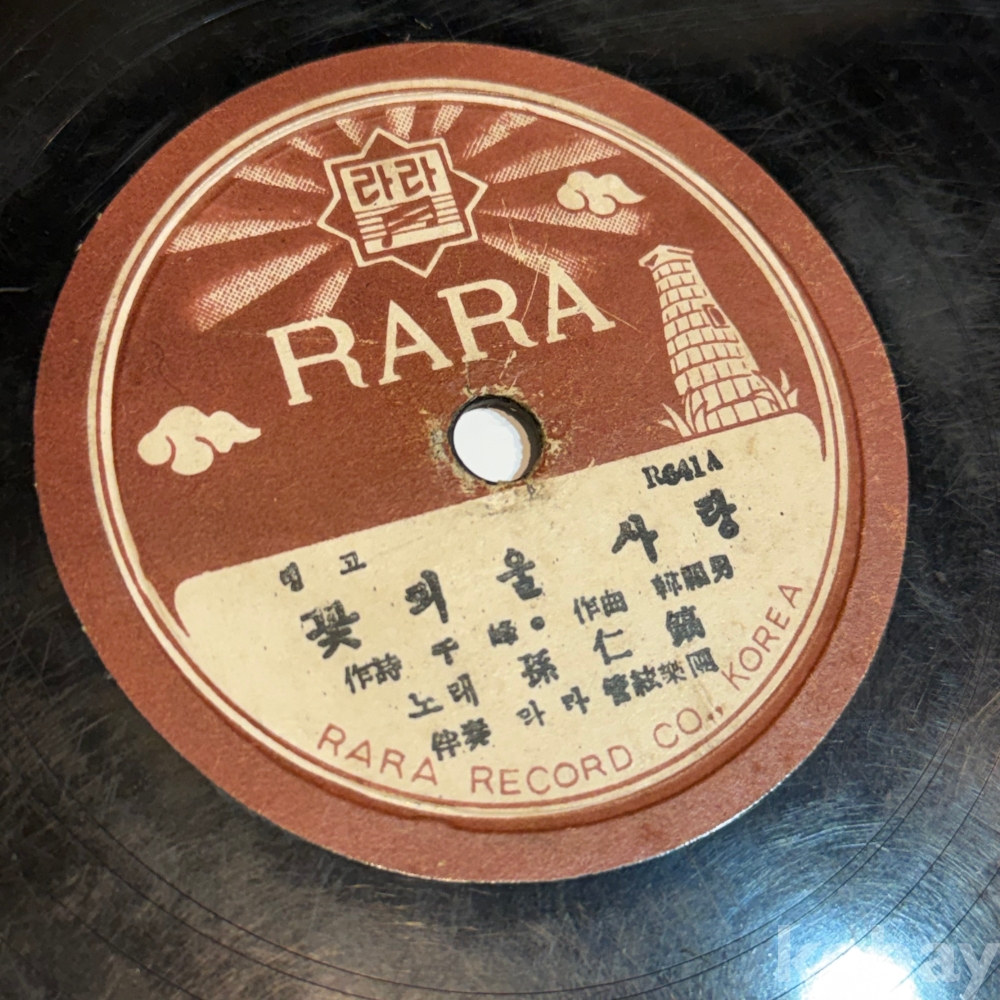 라라
RARA
R641A
영고
꽃피울사랑
作詩 千峰 • 作曲 韓福男
노래 孫仁鎬
伴奏 라라管絃樂團
RARA RECORD CO., KOREA